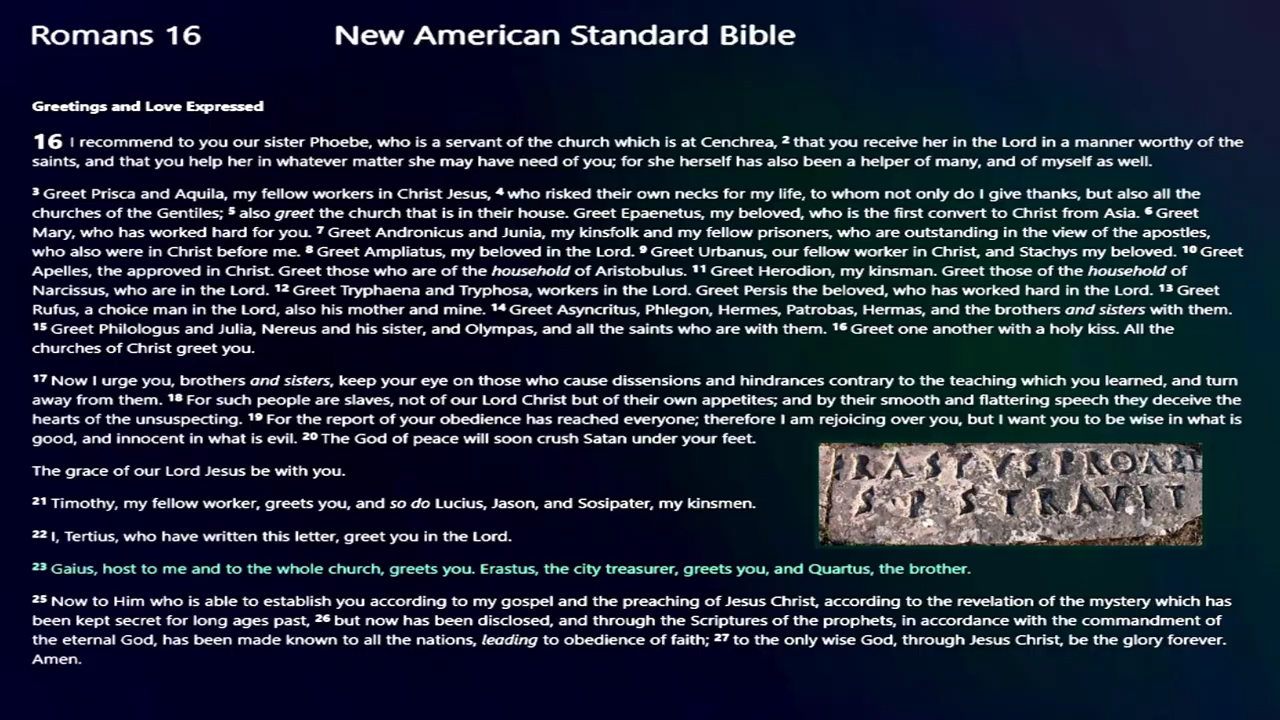 Romans 16 New American Standard Bible
Greetings and Love Expressed
16 I recommend to you our sister Phoebe, who is a servant of the church which is at Cenchrea, 2 that you receive her in the Lord in a manner worthy of the
saints, and that you help her in whatever matter she may have need of you; for she herself has also been a helper of many, and of myself as well.
3 Greet Prisca and Aquila, my fellow workers in Christ Jesus, 4 who risked their own necks for my life, to whom not only do I give thanks, but also all the
churches of the Gentiles; 5 also greet the church that is in their house. Greet Epaenetus, my beloved, who is the first convert to Christ from Asia. 6 Greet
Mary, who has worked hard for you. 7 Greet Andronicus and Junia, my kinsfolk and my fellow prisoners, who are outstanding in the view of the apostles,
who also were in Christ before me. 8 Greet Ampliatus, my beloved in the Lord. 9 Greet Urbanus, our fellow worker in Christ, and Stachys my beloved. 10 Greet
Apelles, the approved in Christ. Greet those who are of the household of Aristobulus. 11 Greet Herodion, my kinsman. Greet those of the household of
Narcissus, who are in the Lord. 12 Greet Tryphaena and Tryphosa, workers in the Lord. Greet Persis the beloved, who has worked hard in the Lord. 13 Greet
Rufus, a choice man in the Lord, also his mother and mine. 14 Greet Asyncritus, Phlegon, Hermes, Patrobas, Hermas, and the brothers and sisters with them.
15 Greet Philologus and Julia, Nereus and his sister, and Olympas, and all the saints who are with them. 16 Greet one another with a holy kiss. All the
churches of Christ greet you.
17 Now I urge you, brothers and sisters, keep your eye on those who cause dissensions and hindrances contrary to the teaching which you learned, and turn
away from them. 18 For such people are slaves, not of our Lord Christ but of their own appetites; and by their smooth and flattering speech they deceive the
hearts of the unsuspecting. 19 For the report of your obedience has reached everyone; therefore I am rejoicing over you, but I want you to be wise in what is
good, and innocent in what is evil. 20 The God of peace will soon crush Satan under your feet.
The grace of our Lord Jesus be with you.
21 Timothy, my fellow worker, greets you, and so do Lucius, Jason, and Sosipater, my kinsmen.
22 I, Tertius, who have written this letter, greet you in the Lord.
23 Gaius, host to me and to the whole church, greets you. Erastus, the city treasurer, greets you, and Quartus, the brother.
25 Now to Him who is able to establish you according to my gospel and the preaching of Jesus Christ, according to the revelation of the mystery which has
been kept secret for long ages past, 26 but now has been disclosed, and through the Scriptures of the prophets, in accordance with the commandment of
the eternal God, has been made known to all the nations, leading to obedience of faith; 27 to the only wise God, through Jesus Christ, be the glory forever.
Amen.
ERASTVS PRO AED
S P STRAVIT